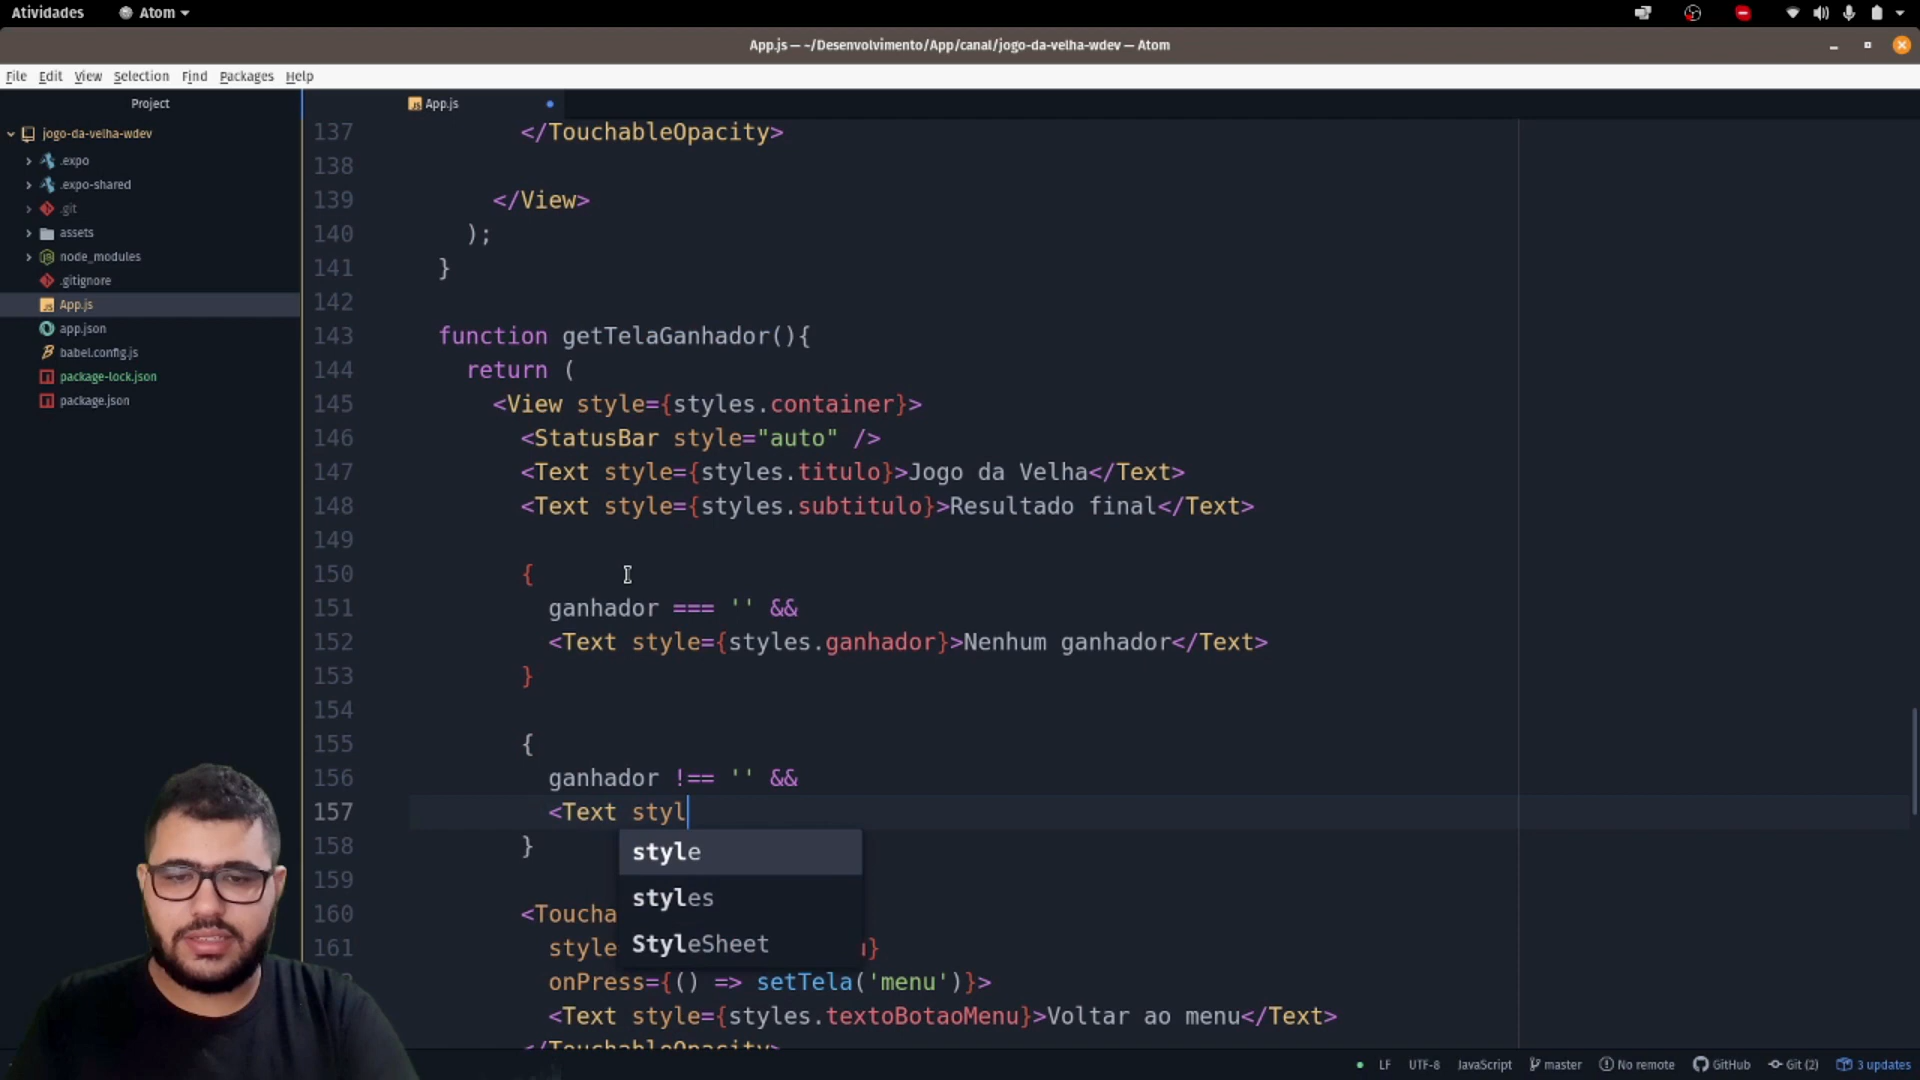 Atividades
Atom
App.js — ~/Desenvolvimento/App/canal/jogo-da-velha-wdev — Atom
File Edit View Selection Find Packages Help
Project
App.js
jogo-da-velha-wdev
.expo
.expo-shared
.git
assets
node_modules
.gitignore
App.js
app.json
babel.config.js
package-lock.json
package.json
137 </TouchableOpacity>
138
139 </View>
140 );
141 }
142
143 function getTelaGanhador(){
144 return (
145 <View style={styles.container}>
146 <StatusBar style="auto" />
147 <Text style={styles.titulo}>Jogo da Velha</Text>
148 <Text style={styles.subtitulo}>Resultado final</Text>
149
150 {
151 ganhador === '' &&
152 <Text style={styles.ganhador}>Nenhum ganhador</Text>
153 }
154
155 {
156 ganhador !== '' &&
157 <Text styl
158 }
style
styles
StyleSheet
159
160 <Toucha
161 style }
onPress={() => setTela('menu')}>
163 <Text style={styles.textoBotaoMenu}>Voltar ao menu</Text>
</TouchableOpacity>
LF UTF-8 JavaScript master No remote GitHub Git (2) 3 updates